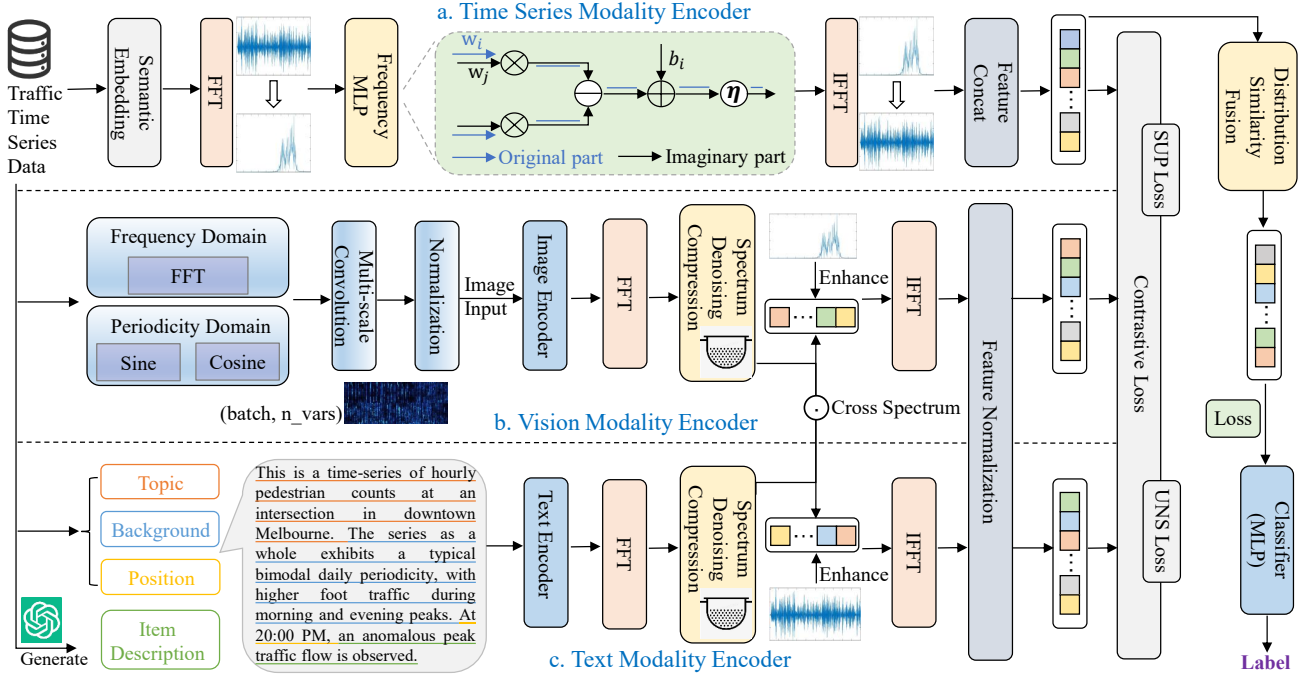 a. Time Series Modality Encoder
Traffic
Time
Series
Data
Semantic
Embedding
FFT
Frequency
MLP
w_i
w_j
b_i
η
Original part
Imaginary part
IFFT
Feature
Concat
Distribution
Similarity
Fusion
SUP Loss
Frequency Domain
FFT
Periodicity Domain
Sine
Cosine
Multi-scale
Convolution
Normalization
Image
Input
Image Encoder
FFT
Spectrum
Denoising
Compression
Enhance
IFFT
Feature Normalization
Contrastive Loss
(batch, n_vars)
b. Vision Modality Encoder
Cross Spectrum
Loss
Topic
Background
Position
Item
Description
Generate
This is a time-series of hourly
pedestrian counts at an
intersection in downtown
Melbourne. The series as a
whole exhibits a typical
bimodal daily periodicity, with
higher foot traffic during
morning and evening peaks. At
20:00 PM, an anomalous peak
traffic flow is observed.
Text Encoder
FFT
Spectrum
Denoising
Compression
Enhance
IFFT
UNS Loss
Classifier
(MLP)
c. Text Modality Encoder
Label